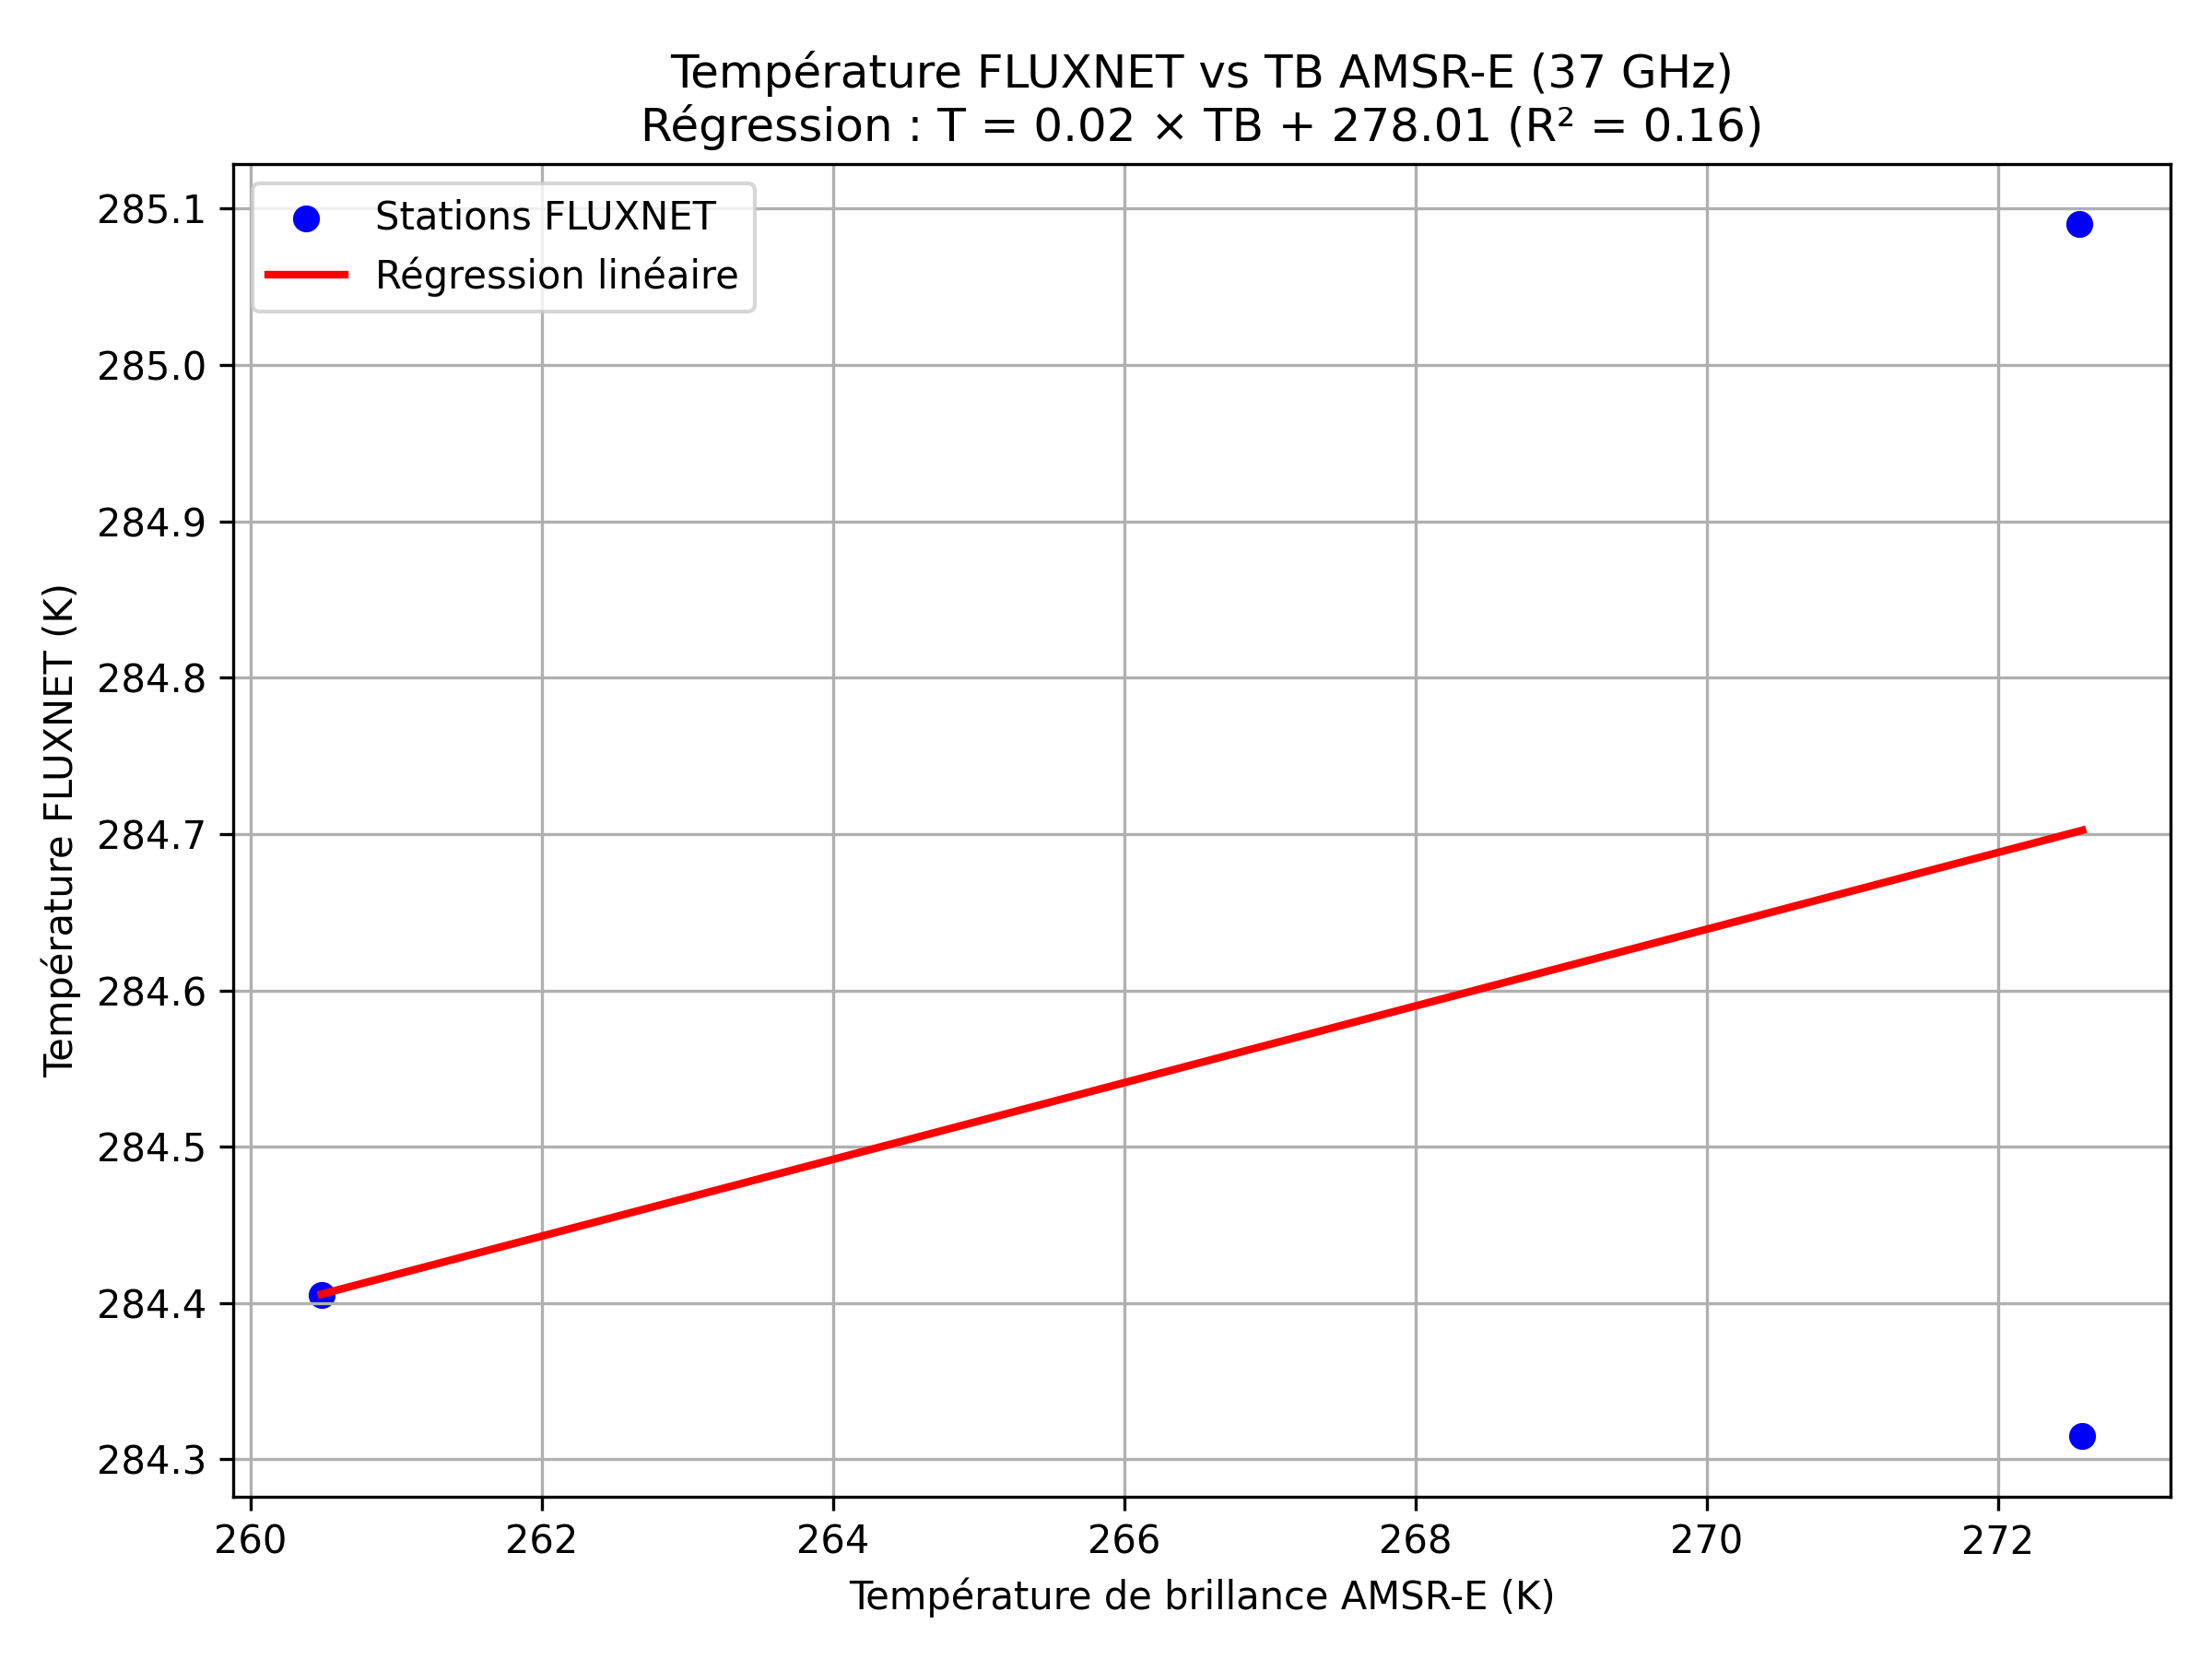 Température FLUXNET vs TB AMSR-E (37 GHz)
Régression : T = 0.02 × TB + 278.01 (R² = 0.16)
Stations FLUXNET
Régression linéaire
285.1
285.0
284.9
284.8
284.7
284.6
284.5
284.4
284.3
Température FLUXNET (K)
260 262 264 266 268 270 272
Température de brillance AMSR-E (K)